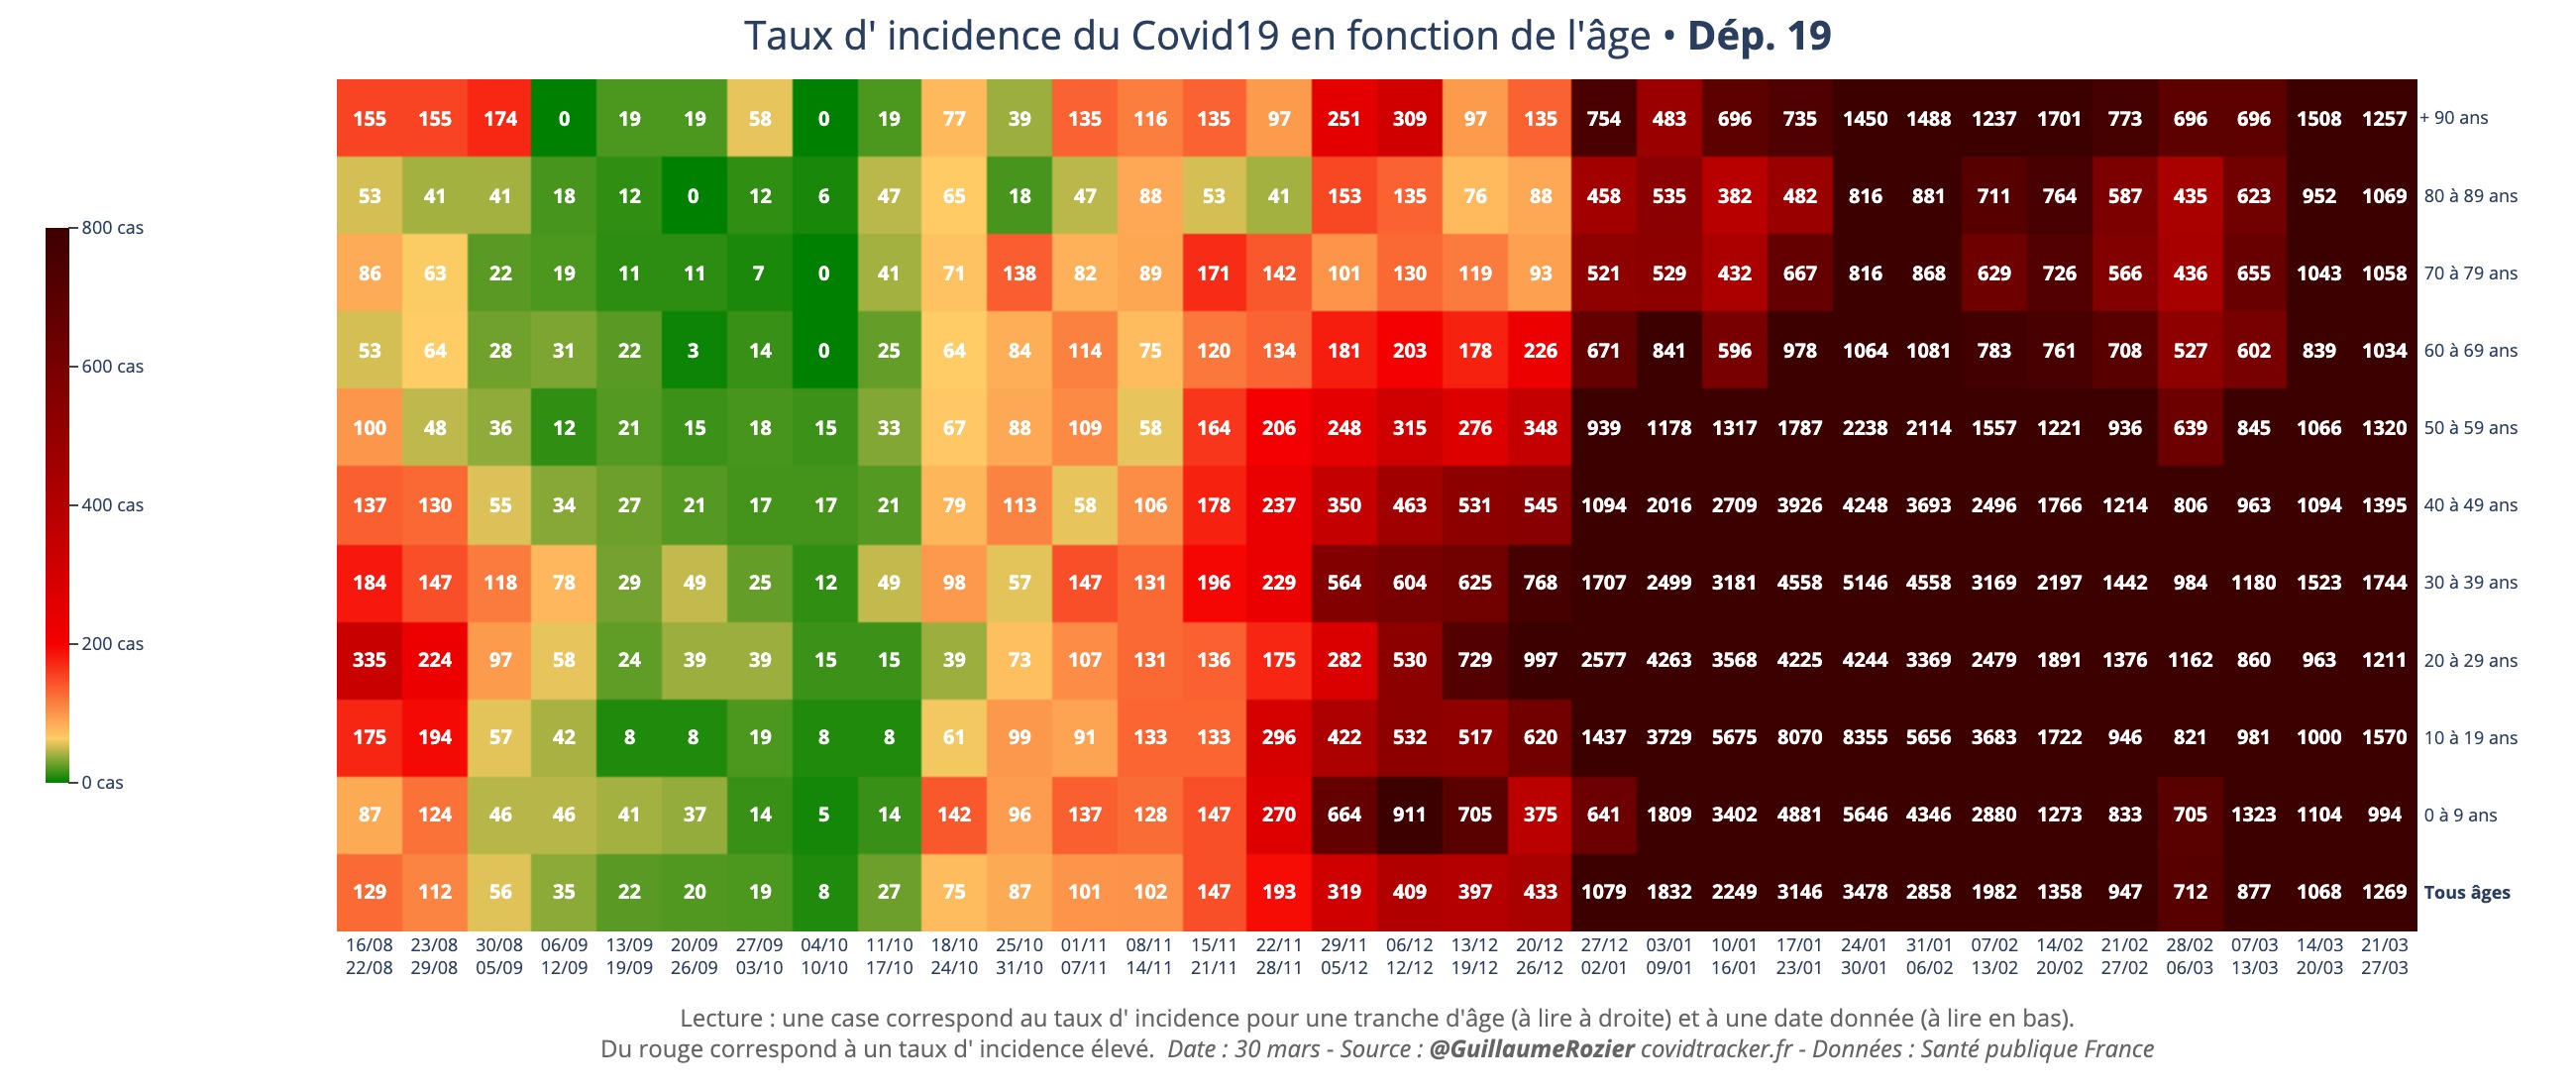 Taux d' incidence du Covid19 en fonction de l'âge • Dép. 19
800 cas
600 cas
400 cas
200 cas
0 cas
155 155 174 0 19 19 58 0 19 77 39 135 116 135 97 251 309 97 135 754 483 696 735 1450 1488 1237 1701 773 696 696 1508 1257 + 90 ans
53 41 41 18 12 0 12 6 47 65 18 47 88 53 41 153 135 76 88 458 535 382 482 816 881 711 764 587 435 623 952 1069 80 à 89 ans
86 63 22 19 11 11 7 0 41 71 138 82 89 171 142 101 130 119 93 521 529 432 667 816 868 629 726 566 436 655 1043 1058 70 à 79 ans
53 64 28 31 22 3 14 0 25 64 84 114 75 120 134 181 203 178 226 671 841 596 978 1064 1081 783 761 708 527 602 839 1034 60 à 69 ans
100 48 36 12 21 15 18 15 33 67 88 109 58 164 206 248 315 276 348 939 1178 1317 1787 2238 2114 1557 1221 936 639 845 1066 1320 50 à 59 ans
137 130 55 34 27 21 17 17 21 79 113 58 106 178 237 350 463 531 545 1094 2016 2709 3926 4248 3693 2496 1766 1214 806 963 1094 1395 40 à 49 ans
184 147 118 78 29 49 25 12 49 98 57 147 131 196 229 564 604 625 768 1707 2499 3181 4558 5146 4558 3169 2197 1442 984 1180 1523 1744 30 à 39 ans
335 224 97 58 24 39 39 15 15 39 73 107 131 136 175 282 530 729 997 2577 4263 3568 4225 4244 3369 2479 1891 1376 1162 860 963 1211 20 à 29 ans
175 194 57 42 8 8 19 8 8 61 99 91 133 133 296 422 532 517 620 1437 3729 5675 8070 8355 5656 3683 1722 946 821 981 1000 1570 10 à 19 ans
87 124 46 46 41 37 14 5 14 142 96 137 128 147 270 664 911 705 375 641 1809 3402 4881 5646 4346 2880 1273 833 705 1323 1104 994 0 à 9 ans
129 112 56 35 22 20 19 8 27 75 87 101 102 147 193 319 409 397 433 1079 1832 2249 3146 3478 2858 1982 1358 947 712 877 1068 1269 Tous âges
16/08 23/08 30/08 06/09 13/09 20/09 27/09 04/10 11/10 18/10 25/10 01/11 08/11 15/11 22/11 29/11 06/12 13/12 20/12 27/12 03/01 10/01 17/01 24/01 31/01 07/02 14/02 21/02 28/02 07/03 14/03 21/03
22/08 29/08 05/09 12/09 19/09 26/09 03/10 10/10 17/10 24/10 31/10 07/11 14/11 21/11 28/11 05/12 12/12 19/12 26/12 02/01 09/01 16/01 23/01 30/01 06/02 13/02 20/02 27/02 06/03 13/03 20/03 27/03
Lecture : une case correspond au taux d' incidence pour une tranche d'âge (à lire à droite) et à une date donnée (à lire en bas).
Du rouge correspond à un taux d' incidence élevé. Date : 30 mars - Source : @GuillaumeRozier covidtracker.fr - Données : Santé publique France